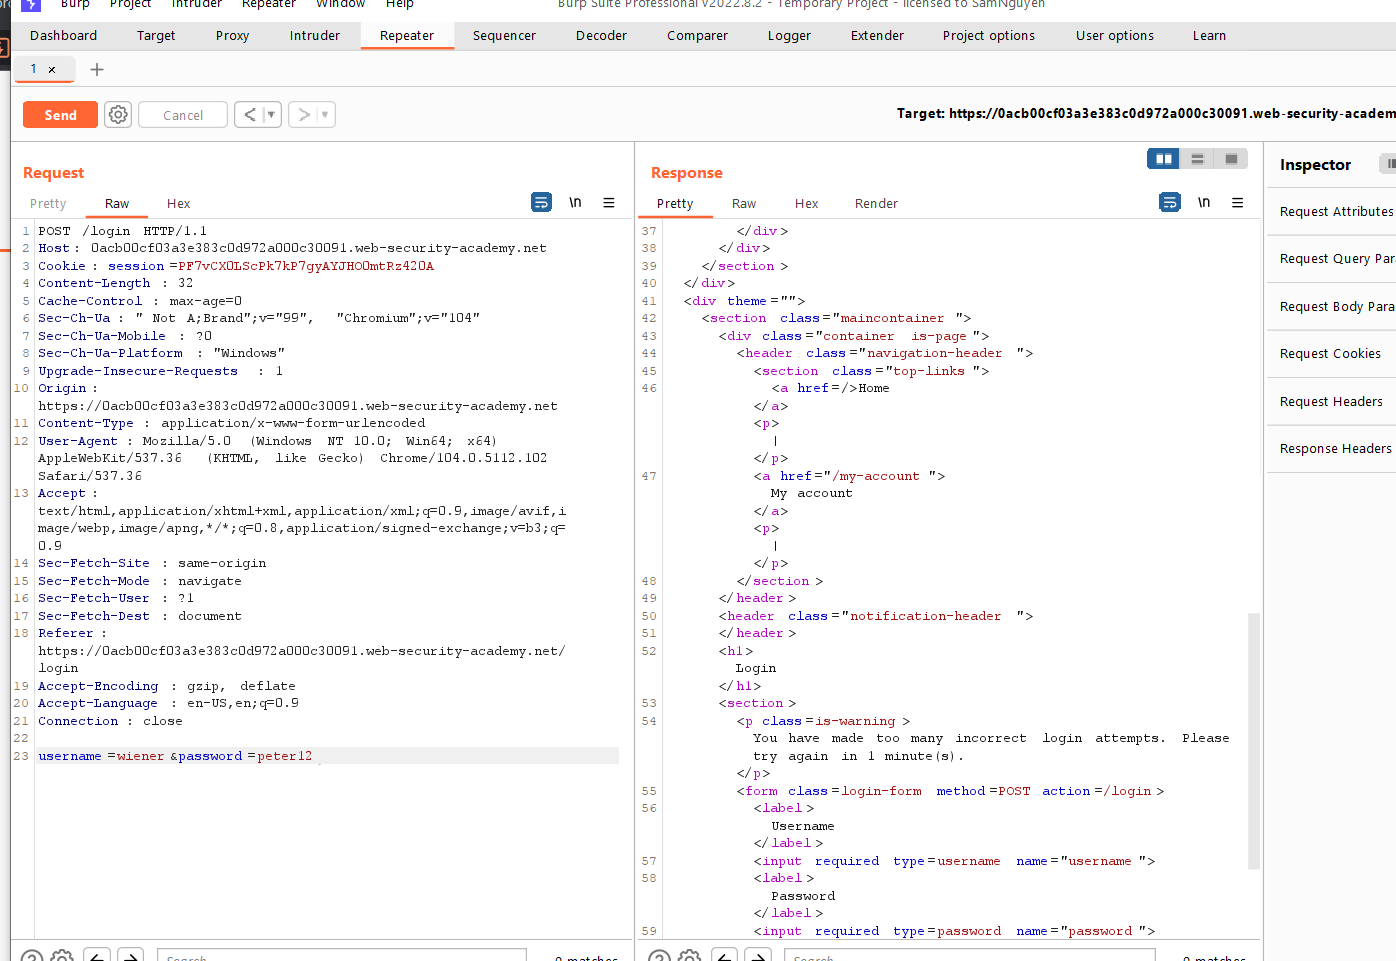 Burp Project Intruder Repeater Window Help
Burp Suite Professional v2022.8.2 - Temporary Project - licensed to SamNguyen
Dashboard Target Proxy Intruder Repeater Sequencer Decoder Comparer Logger Extender Project options User options Learn
1 ×
Send Cancel
Target: https://0acb00cf03a3e383c0d972a000c30091.web-security-academ
Request
Pretty Raw Hex \n
1 POST /login HTTP/1.1
2 Host: 0acb00cf03a3e383c0d972a000c30091.web-security-academy.net
3 Cookie: session=PF7vCX0LScPk7kP7gyAYJHO0mtRz420A
4 Content-Length : 32
5 Cache-Control : max-age=0
6 Sec-Ch-Ua : " Not A;Brand";v="99", "Chromium";v="104"
7 Sec-Ch-Ua-Mobile : ?0
8 Sec-Ch-Ua-Platform : "Windows"
9 Upgrade-Insecure-Requests : 1
10 Origin :
https://0acb00cf03a3e383c0d972a000c30091.web-security-academy.net
11 Content-Type : application/x-www-form-urlencoded
12 User-Agent : Mozilla/5.0 (Windows NT 10.0; Win64; x64)
AppleWebKit/537.36 (KHTML, like Gecko) Chrome/104.0.5112.102
Safari/537.36
13 Accept :
text/html,application/xhtml+xml,application/xml;q=0.9,image/avif,i
mage/webp,image/apng,*/*;q=0.8,application/signed-exchange;v=b3;q=
0.9
14 Sec-Fetch-Site : same-origin
15 Sec-Fetch-Mode : navigate
16 Sec-Fetch-User : ?1
17 Sec-Fetch-Dest : document
18 Referer :
https://0acb00cf03a3e383c0d972a000c30091.web-security-academy.net/
login
19 Accept-Encoding : gzip, deflate
20 Accept-Language : en-US,en;q=0.9
21 Connection : close
22
23 username =wiener &password =peter12
Search... 0 matches
Response
Pretty Raw Hex Render \n
37 </div>
38 </div>
39 </section >
40 </div>
41 <div theme ="">
42 <section class="maincontainer ">
43 <div class="container is-page ">
44 <header class="navigation-header ">
45 <section class="top-links ">
46 <a href=/>Home
</a>
<p>
|
</p>
47 <a href="/my-account ">
My account
</a>
<p>
|
</p>
48 </section >
49 </header >
50 <header class="notification-header ">
51 </header >
52 <h1>
Login
</h1>
53 <section >
54 <p class=is-warning >
You have made too many incorrect login attempts. Please
try again in 1 minute(s).
</p>
55 <form class=login-form method=POST action=/login >
56 <label >
Username
</label >
57 <input required type=username name="username ">
58 <label >
Password
</label >
59 <input required type=password name="password ">
Search... 0 matches
Inspector
Request Attributes
Request Query Para
Request Body Para
Request Cookies
Request Headers
Response Headers